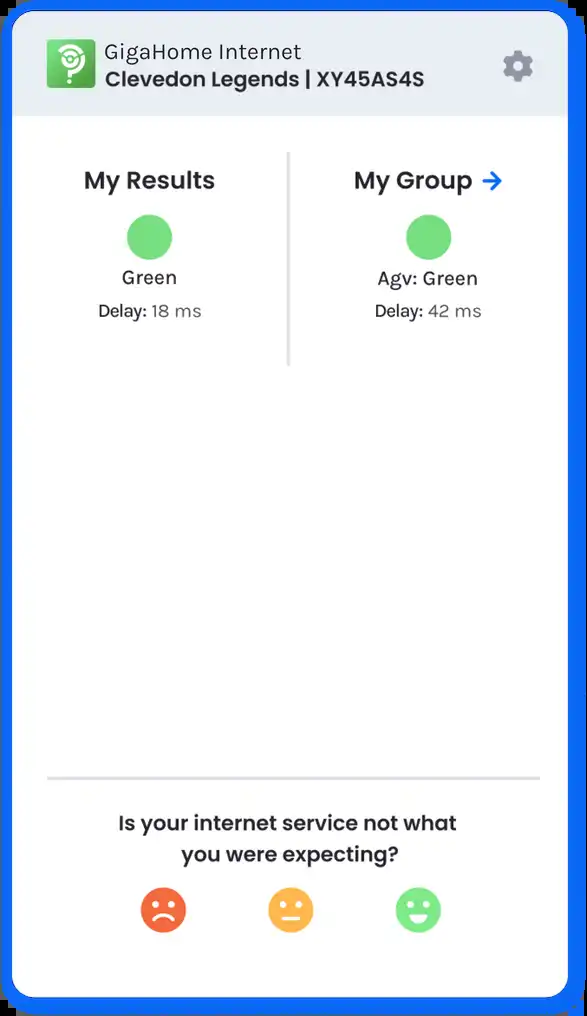 GigaHome Internet
Clevedon Legends | XY45AS4S
My Results
Green
Delay: 18 ms
My Group →
Agv: Green
Delay: 42 ms
Is your internet service not what
you were expecting?